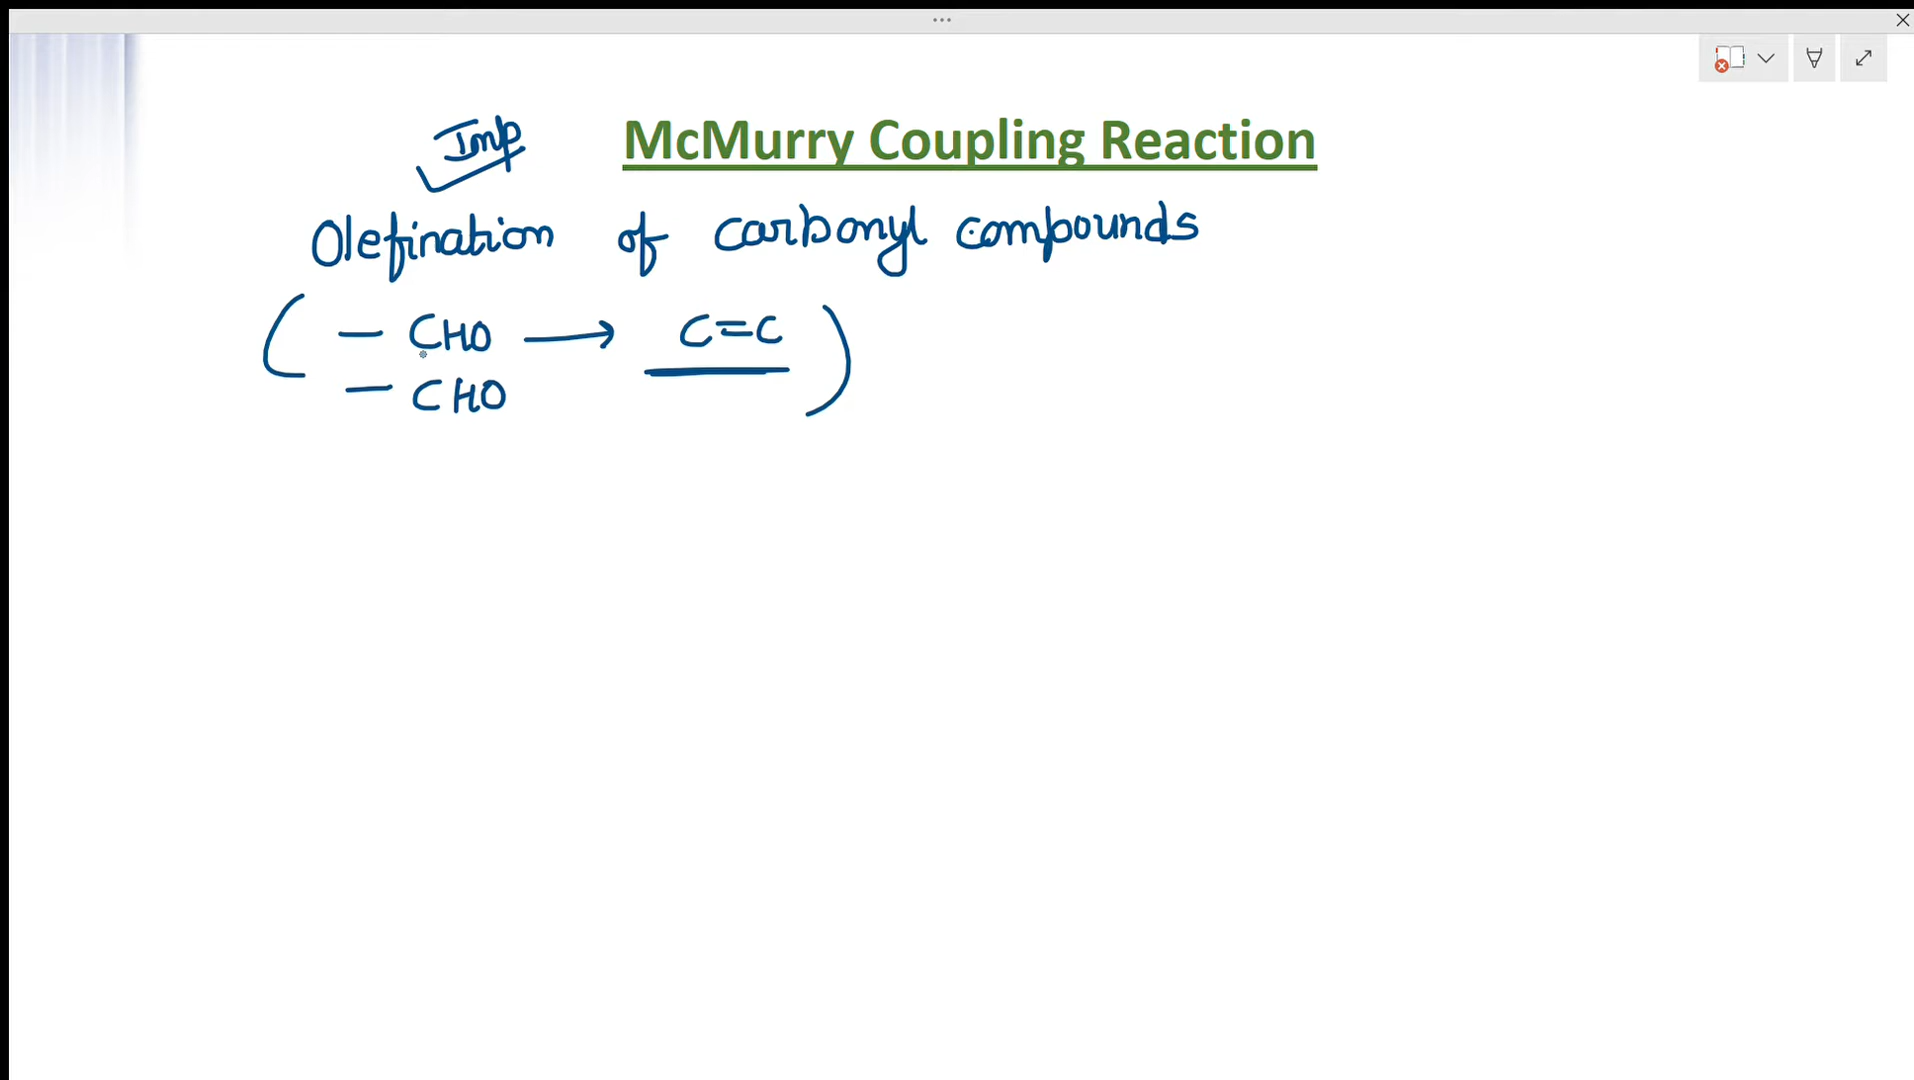 Imp
McMurry Coupling Reaction
Olefination of carbonyl compounds
( — CHO ⟶ C=C )
— CHO